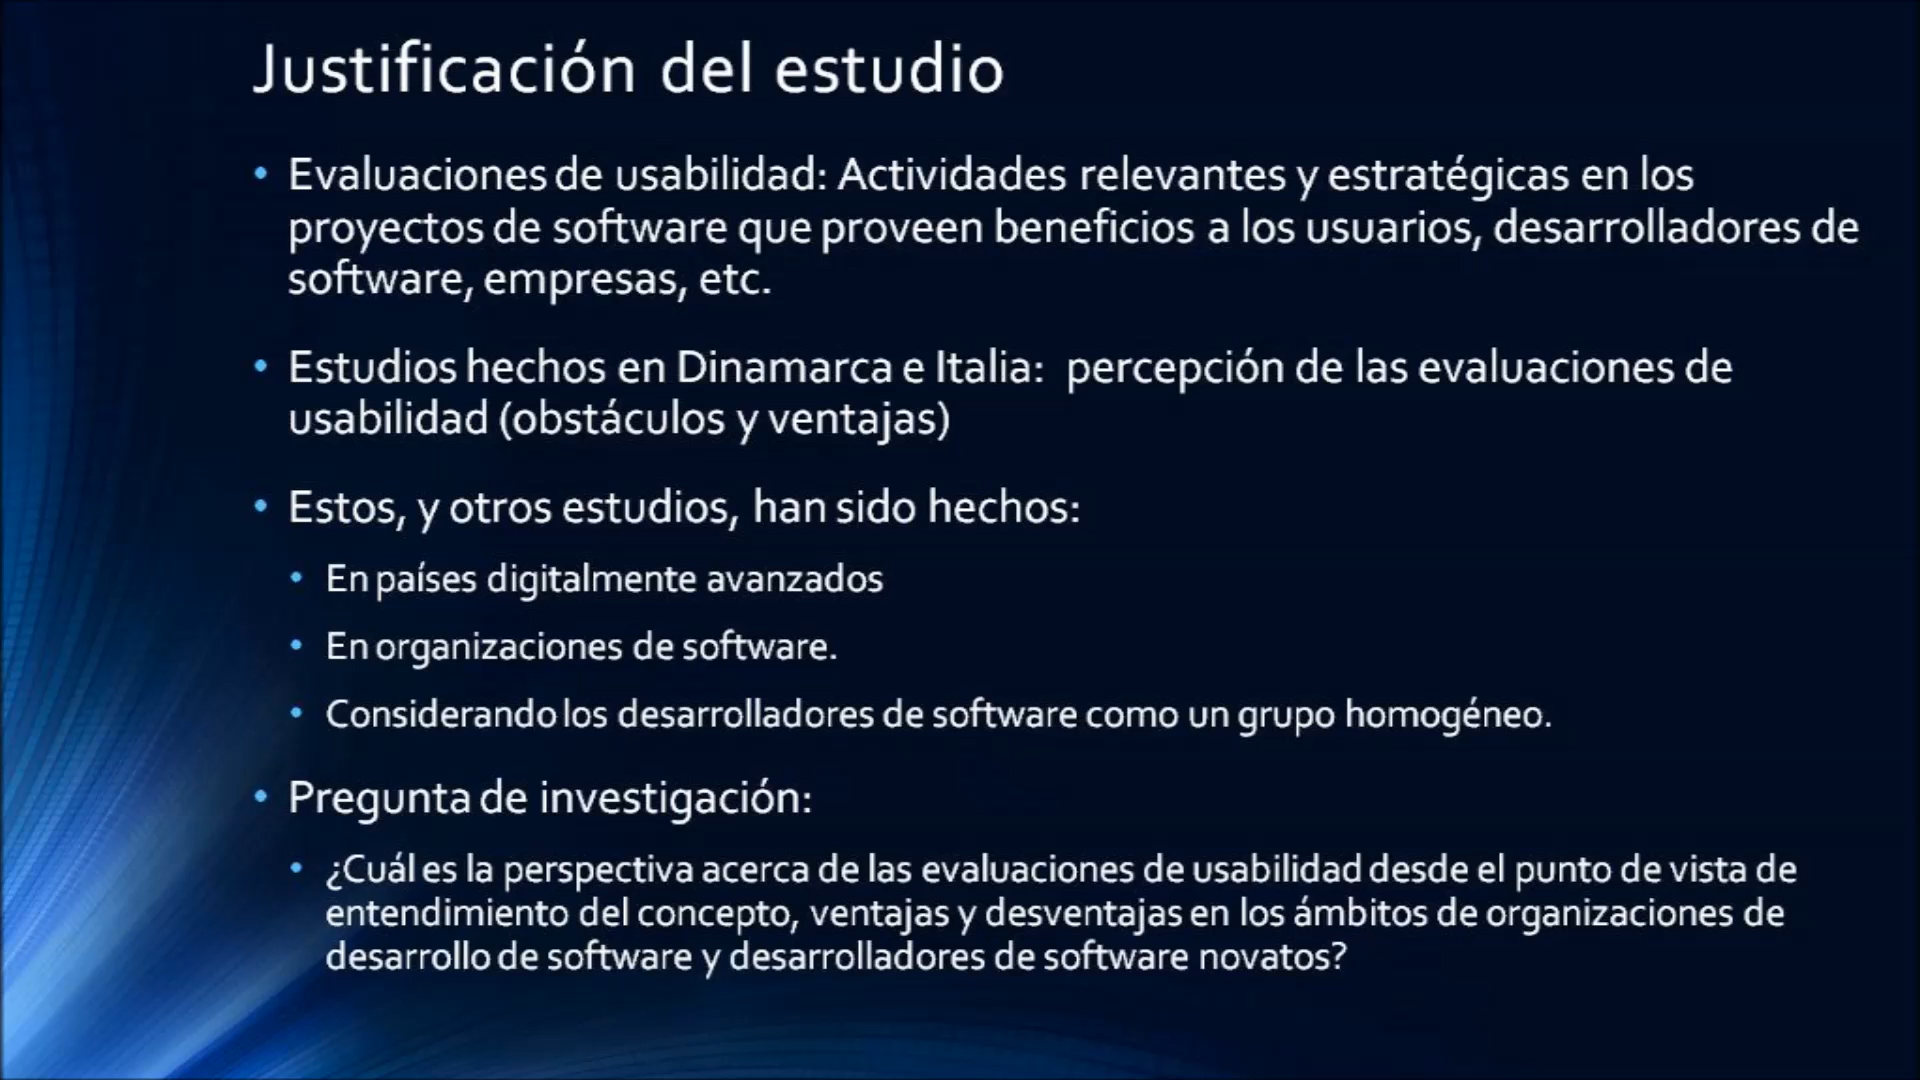 Justificación del estudio
• Evaluaciones de usabilidad: Actividades relevantes y estratégicas en los
proyectos de software que proveen beneficios a los usuarios, desarrolladores de
software, empresas, etc.
• Estudios hechos en Dinamarca e Italia: percepción de las evaluaciones de
usabilidad (obstáculos y ventajas)
• Estos, y otros estudios, han sido hechos:
• En países digitalmente avanzados
• En organizaciones de software.
• Considerando los desarrolladores de software como un grupo homogéneo.
• Pregunta de investigación:
• ¿Cuál es la perspectiva acerca de las evaluaciones de usabilidad desde el punto de vista de
entendimiento del concepto, ventajas y desventajas en los ámbitos de organizaciones de
desarrollo de software y desarrolladores de software novatos?